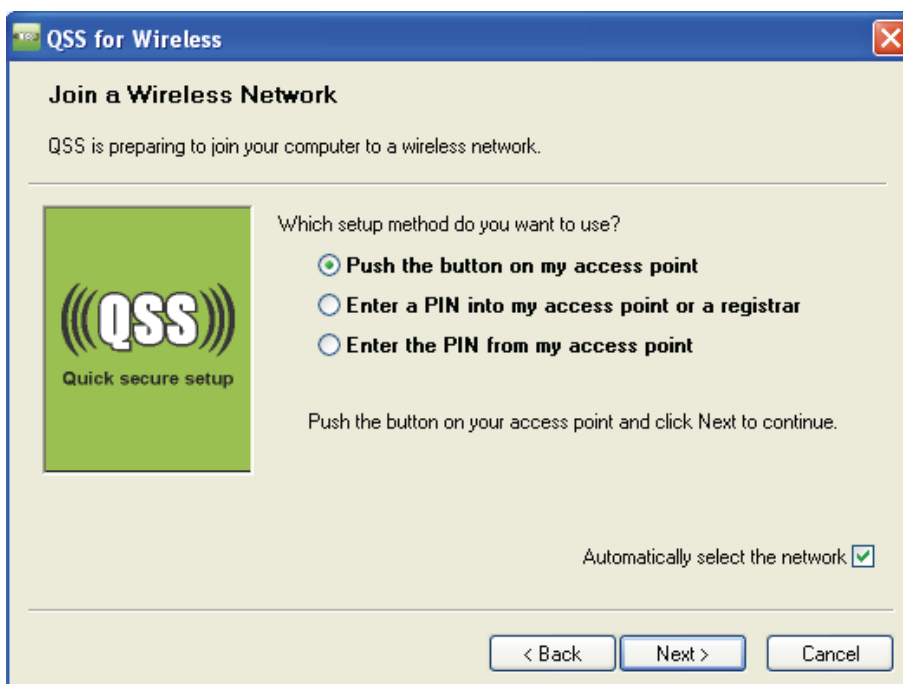 QSS for Wireless
Join a Wireless Network
QSS is preparing to join your computer to a wireless network.
Which setup method do you want to use?
Push the button on my access point
Enter a PIN into my access point or a registrar
Enter the PIN from my access point
(((QSS)))
Quick secure setup
Push the button on your access point and click Next to continue.
Automatically select the network
< Back
Next >
Cancel